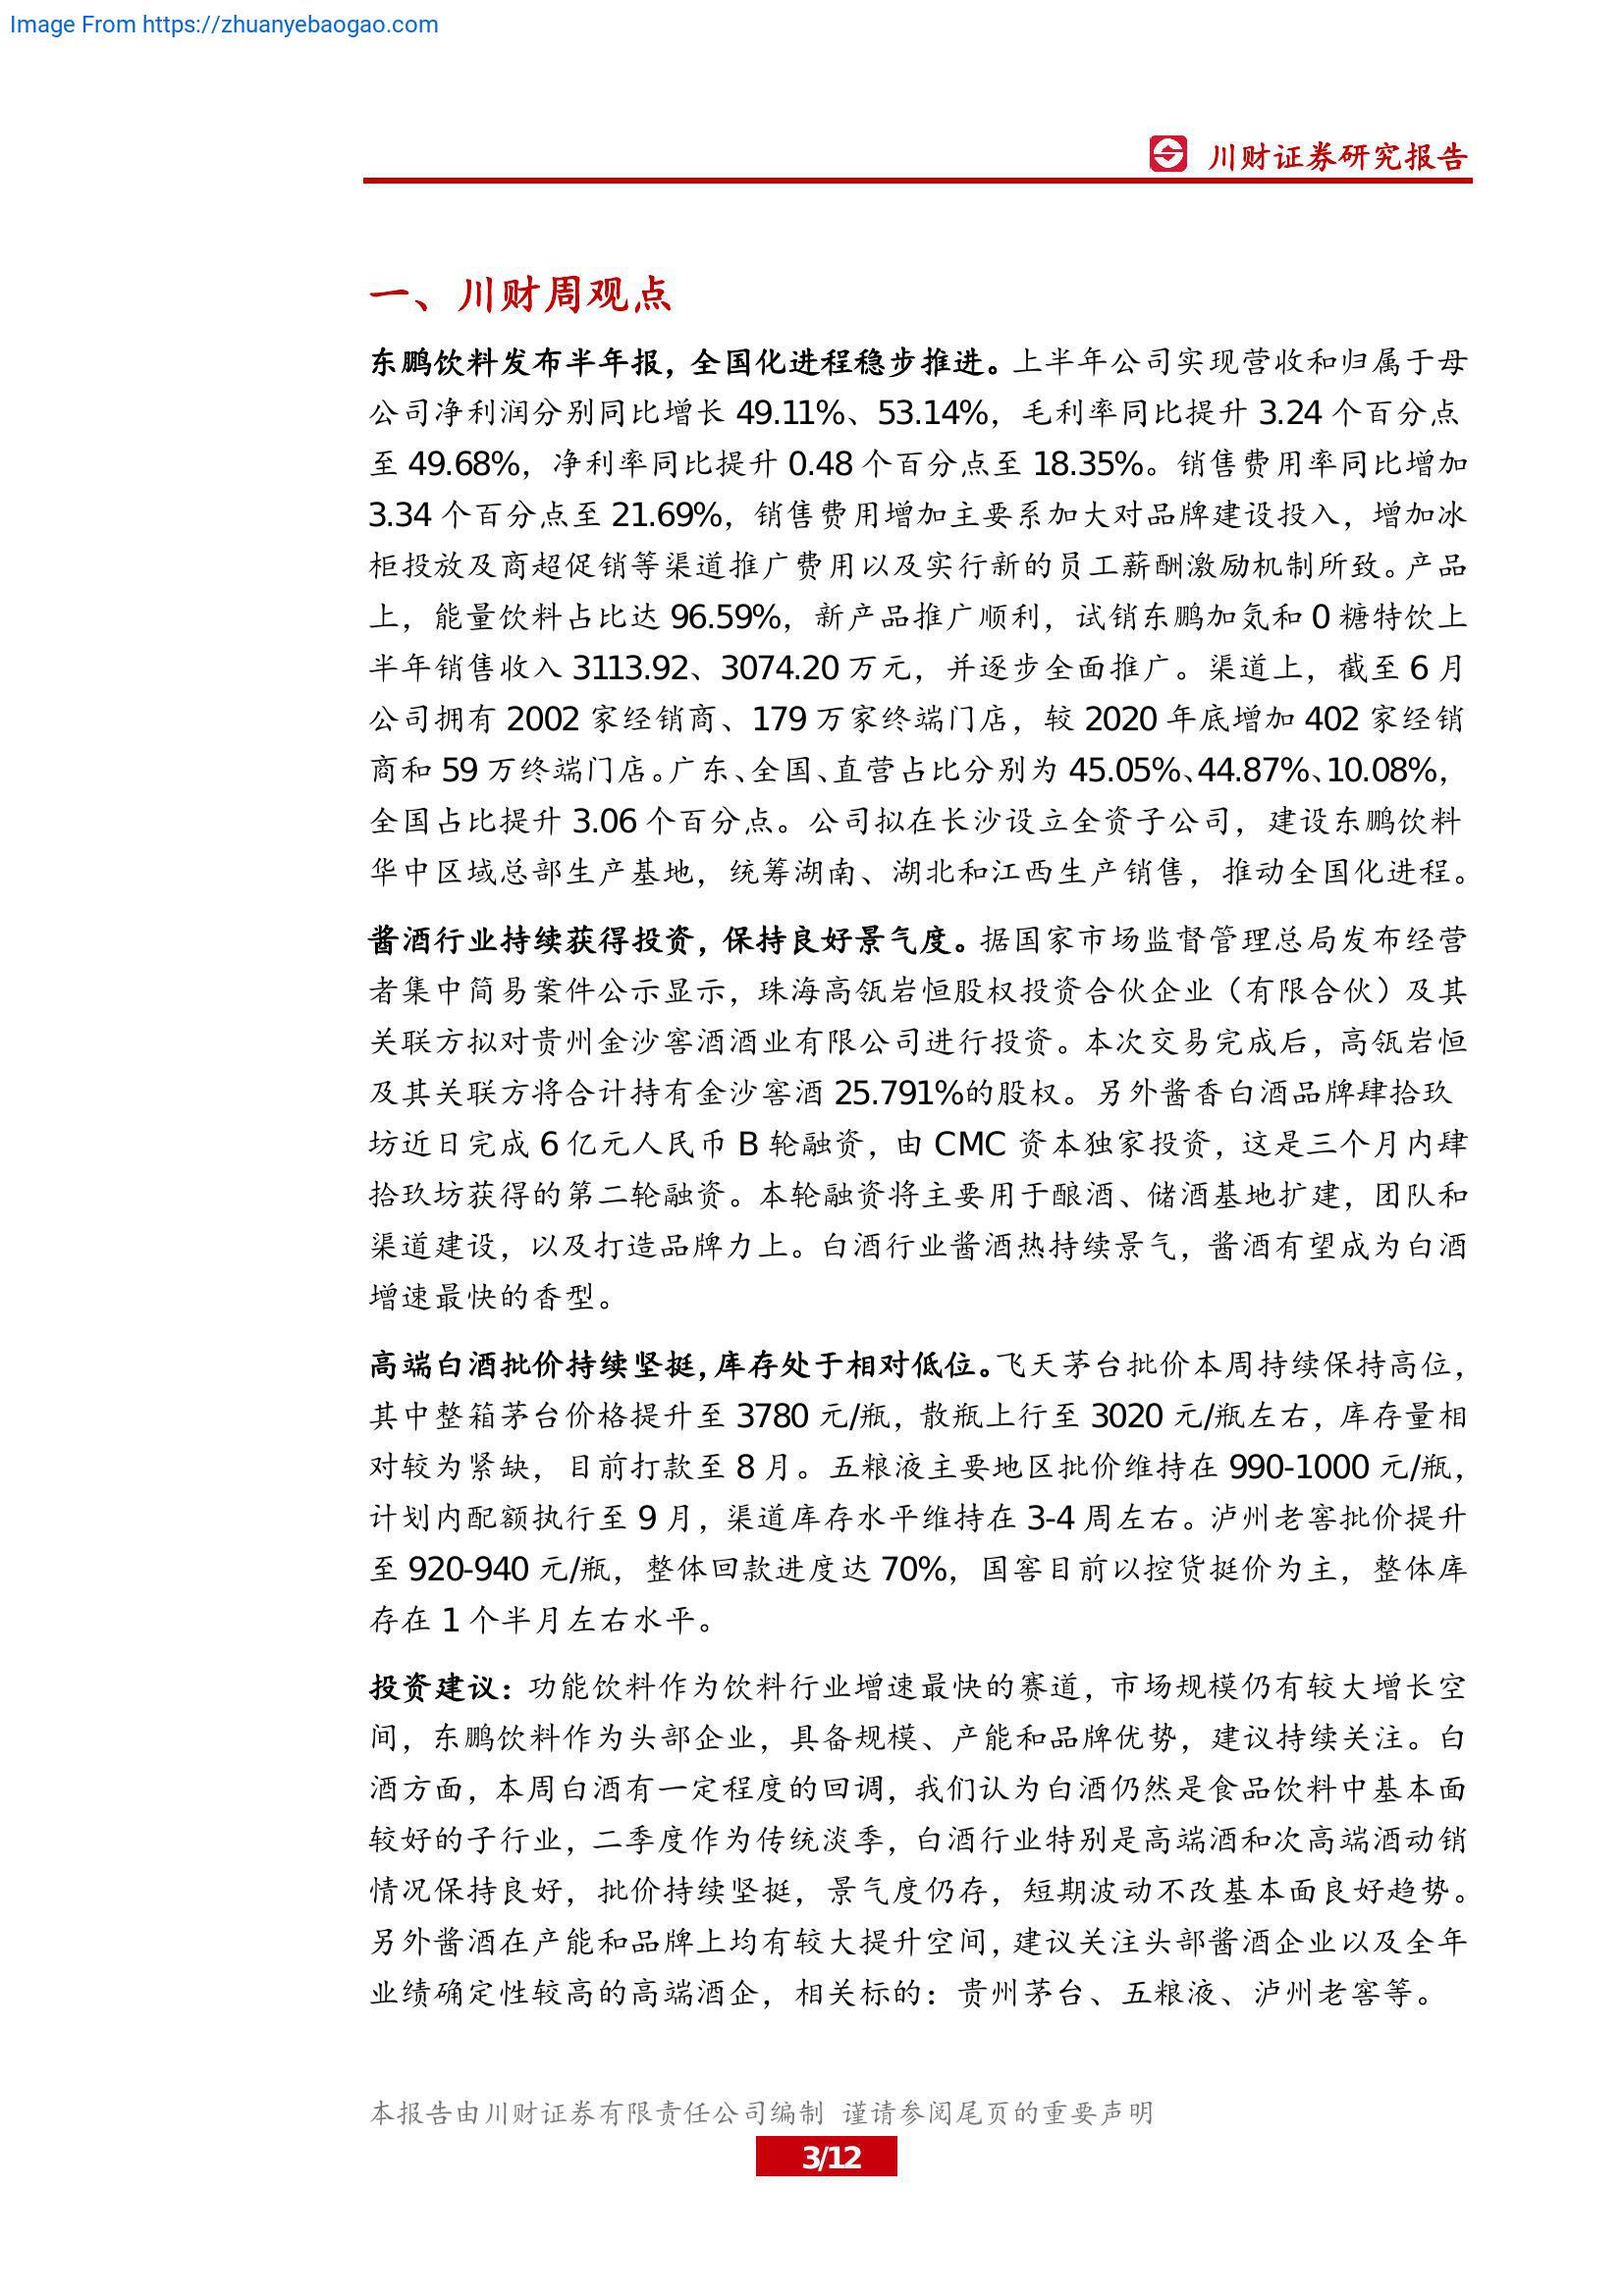 Image From https://zhuanyebaogao.com
川财证券研究报告
一、川财周观点
东鹏饮料发布半年报，全国化进程稳步推进。上半年公司实现营收和归属于母
公司净利润分别同比增长 49.11%、53.14%，毛利率同比提升 3.24 个百分点
至 49.68%，净利率同比提升 0.48 个百分点至 18.35%。销售费用率同比增加
3.34 个百分点至 21.69%，销售费用增加主要系加大对品牌建设投入，增加冰
柜投放及商超促销等渠道推广费用以及实行新的员工薪酬激励机制所致。产品
上，能量饮料占比达 96.59%，新产品推广顺利，试销东鹏加気和 0 糖特饮上
半年销售收入 3113.92、3074.20 万元，并逐步全面推广。渠道上，截至 6 月
公司拥有 2002 家经销商、179 万家终端门店，较 2020 年底增加 402 家经销
商和 59 万终端门店。广东、全国、直营占比分别为 45.05%、44.87%、10.08%，
全国占比提升 3.06 个百分点。公司拟在长沙设立全资子公司，建设东鹏饮料
华中区域总部生产基地，统筹湖南、湖北和江西生产销售，推动全国化进程。
酱酒行业持续获得投资，保持良好景气度。据国家市场监督管理总局发布经营
者集中简易案件公示显示，珠海高瓴岩恒股权投资合伙企业（有限合伙）及其
关联方拟对贵州金沙窖酒酒业有限公司进行投资。本次交易完成后，高瓴岩恒
及其关联方将合计持有金沙窖酒 25.791%的股权。另外酱香白酒品牌肆拾玖
坊近日完成 6 亿元人民币 B 轮融资，由 CMC 资本独家投资，这是三个月内肆
拾玖坊获得的第二轮融资。本轮融资将主要用于酿酒、储酒基地扩建，团队和
渠道建设，以及打造品牌力上。白酒行业酱酒热持续景气，酱酒有望成为白酒
增速最快的香型。
高端白酒批价持续坚挺，库存处于相对低位。飞天茅台批价本周持续保持高位，
其中整箱茅台价格提升至 3780 元/瓶，散瓶上行至 3020 元/瓶左右，库存量相
对较为紧缺，目前打款至 8 月。五粮液主要地区批价维持在 990-1000 元/瓶，
计划内配额执行至 9 月，渠道库存水平维持在 3-4 周左右。泸州老窖批价提升
至 920-940 元/瓶，整体回款进度达 70%，国窖目前以控货挺价为主，整体库
存在 1 个半月左右水平。
投资建议：功能饮料作为饮料行业增速最快的赛道，市场规模仍有较大增长空
间，东鹏饮料作为头部企业，具备规模、产能和品牌优势，建议持续关注。白
酒方面，本周白酒有一定程度的回调，我们认为白酒仍然是食品饮料中基本面
较好的子行业，二季度作为传统淡季，白酒行业特别是高端酒和次高端酒动销
情况保持良好，批价持续坚挺，景气度仍存，短期波动不改基本面良好趋势。
另外酱酒在产能和品牌上均有较大提升空间，建议关注头部酱酒企业以及全年
业绩确定性较高的高端酒企，相关标的：贵州茅台、五粮液、泸州老窖等。
本报告由川财证券有限责任公司编制 谨请参阅尾页的重要声明
3/12